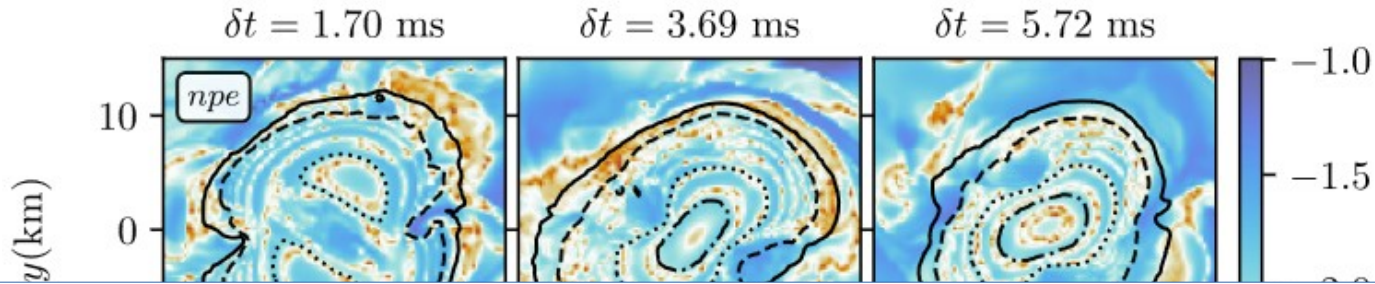 δt = 1.70 ms δt = 3.69 ms δt = 5.72 ms
npe
10
0
y(km)
−1.0
−1.5